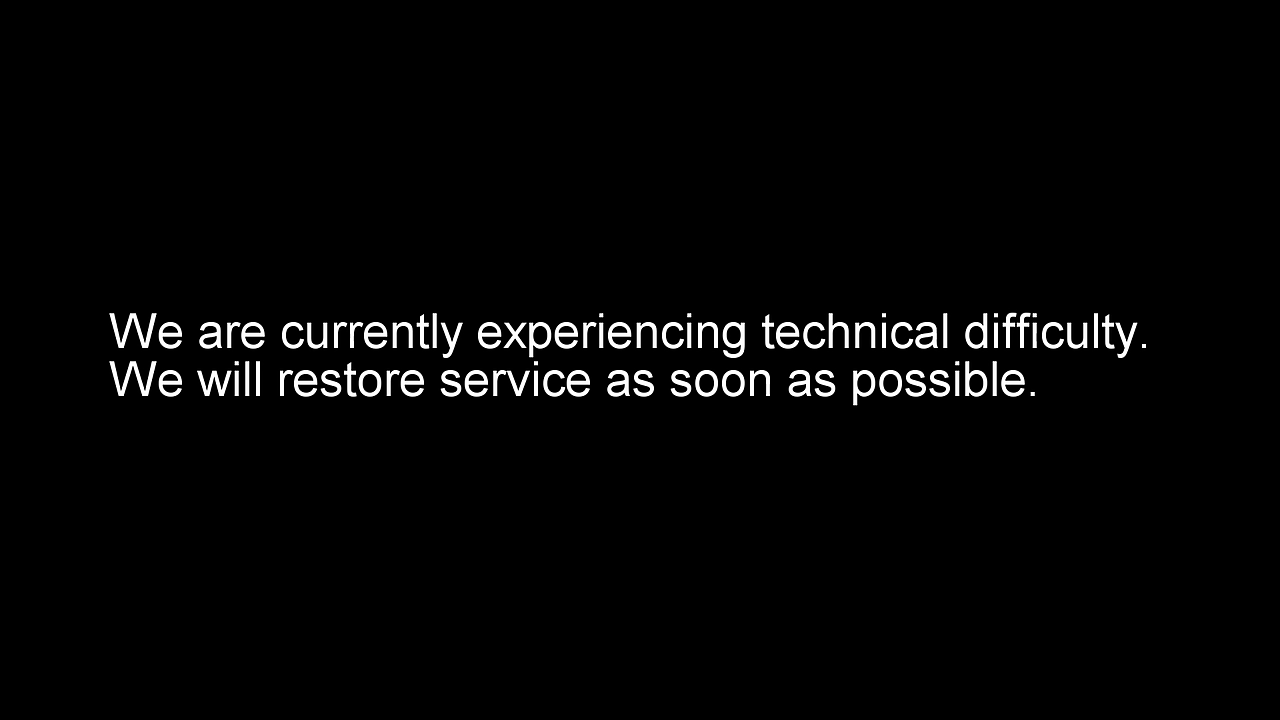 We are currently experiencing technical difficulty.
We will restore service as soon as possible.